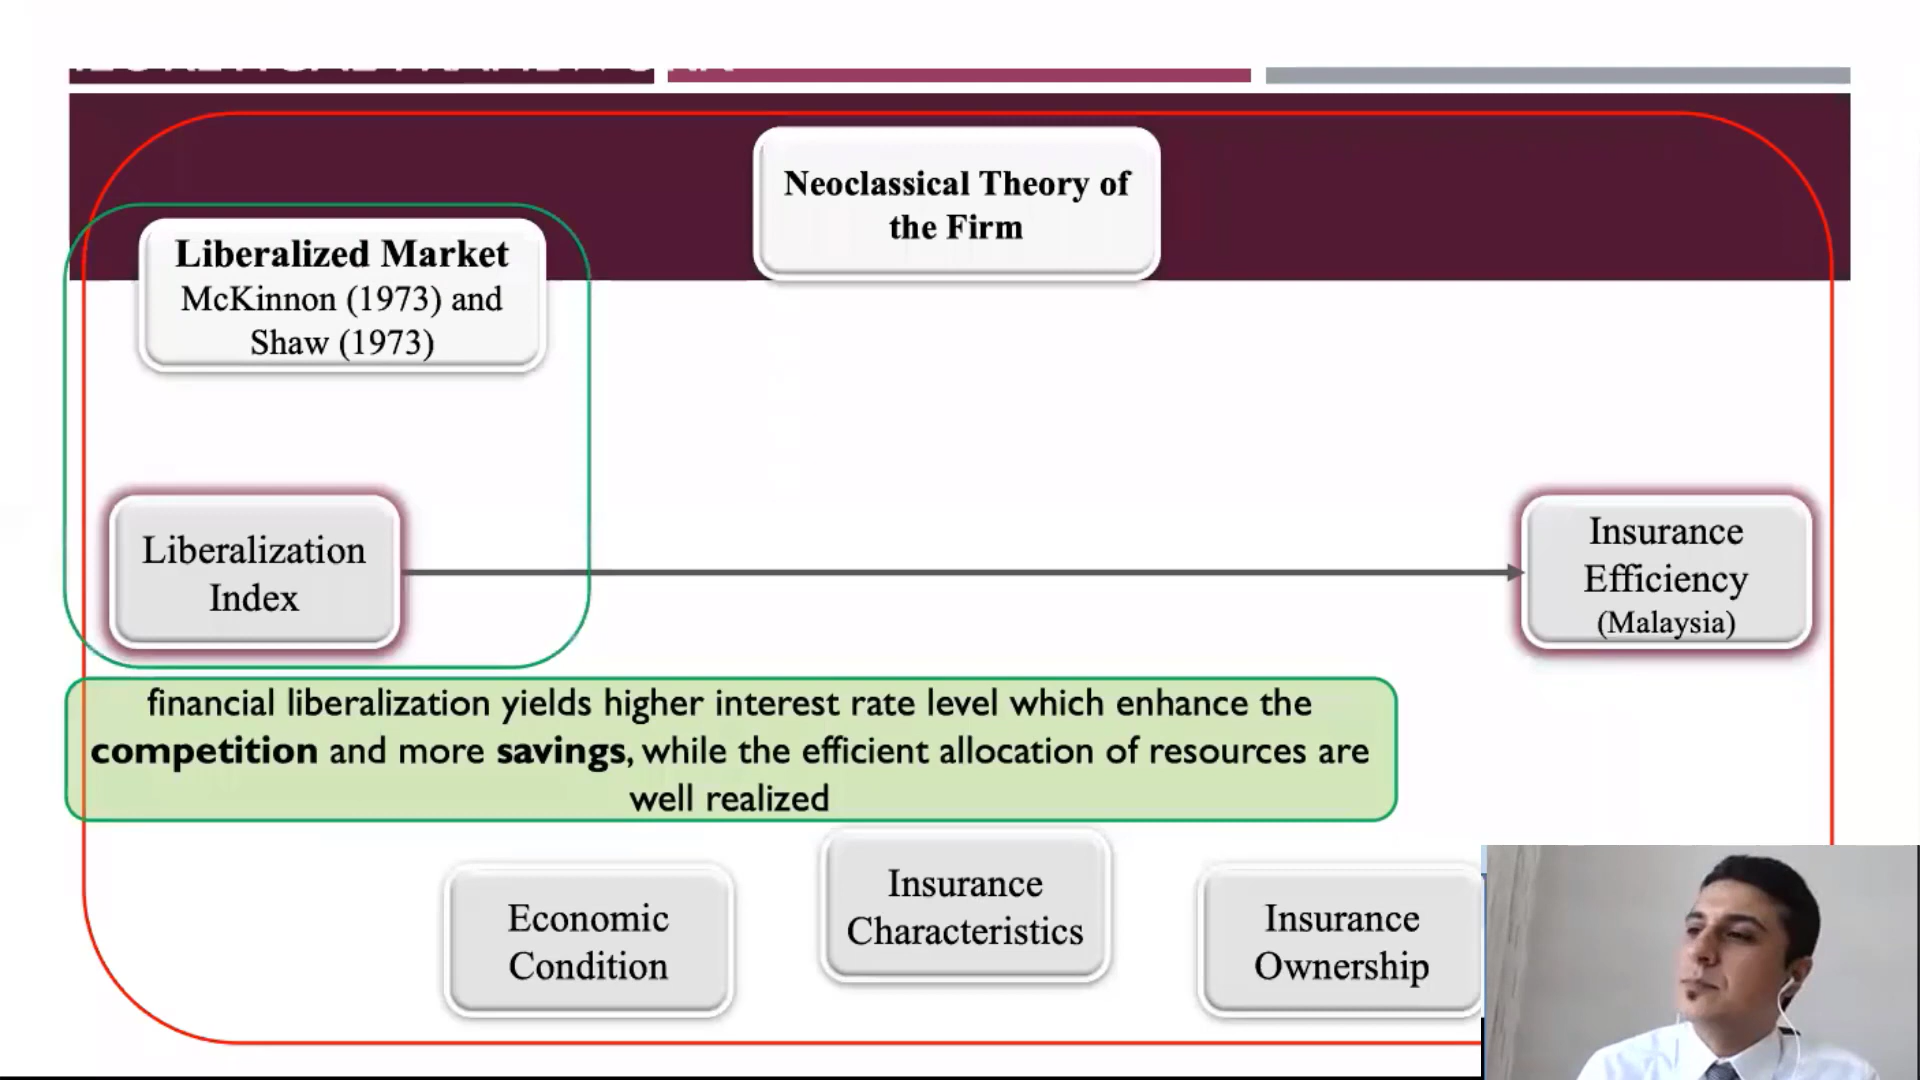 Neoclassical Theory of
the Firm
Liberalized Market
McKinnon (1973) and
Shaw (1973)
Liberalization
Index
Insurance
Efficiency
(Malaysia)
financial liberalization yields higher interest rate level which enhance the
competition and more savings, while the efficient allocation of resources are
well realized
Economic
Condition
Insurance
Characteristics
Insurance
Ownership